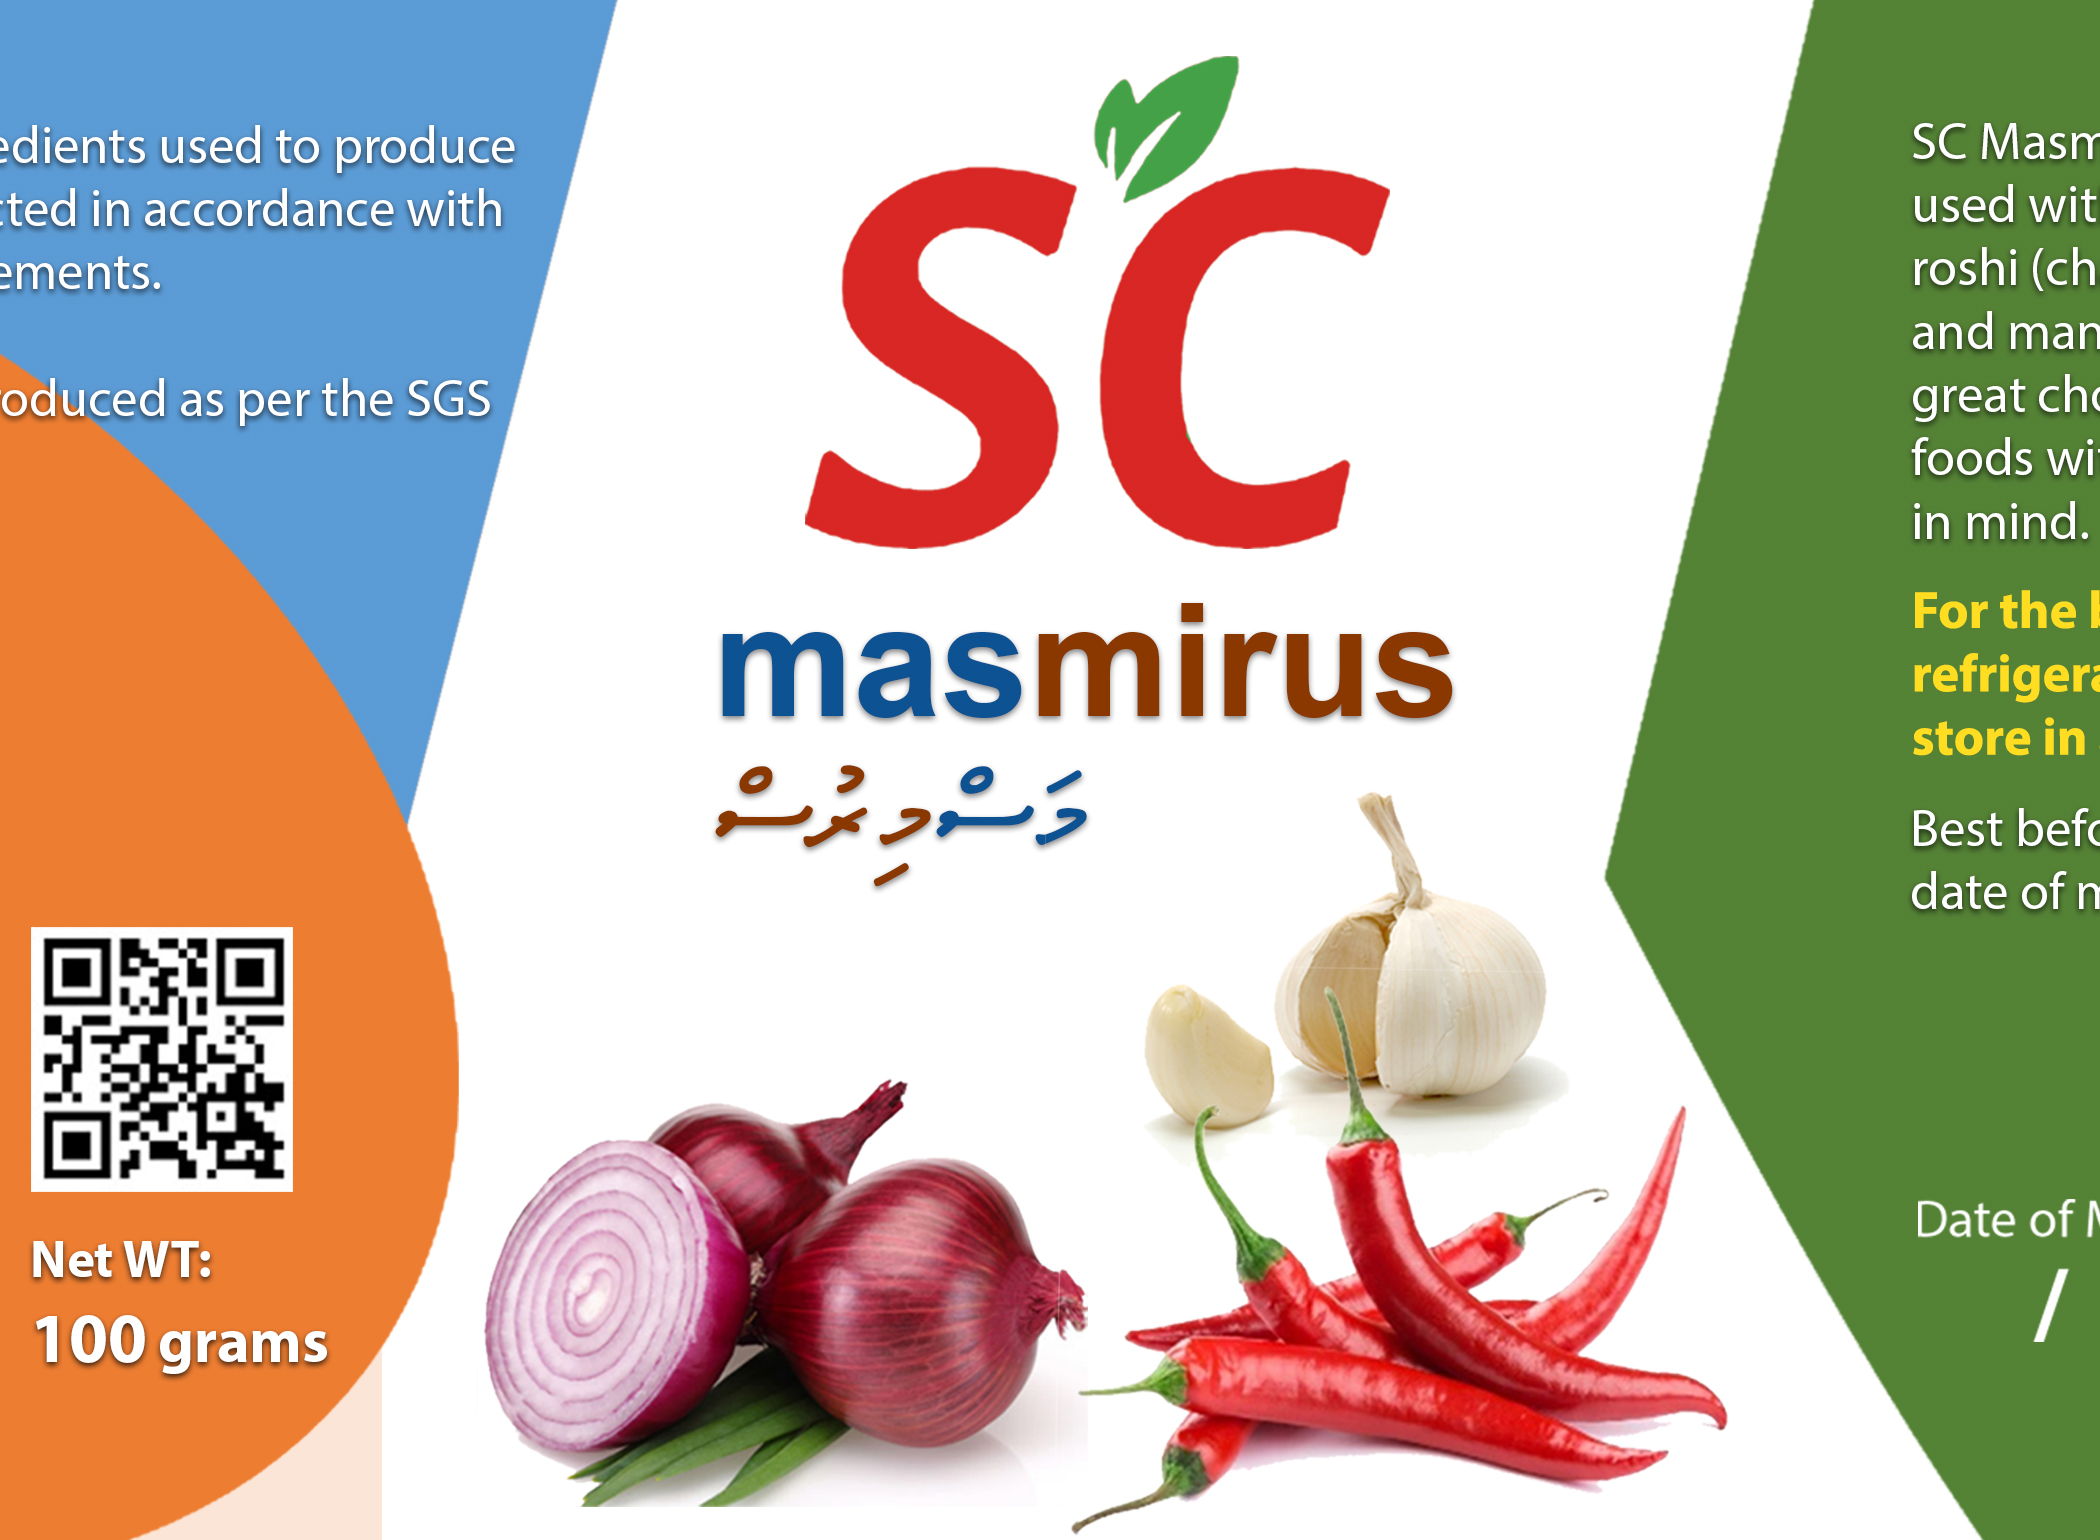 edients used to produce
cted in accordance with
ements.
roduced as per the SGS
Net WT:
100 grams
SC
masmirus
މަސްމިރުސް
SC Masm
used wit
roshi (ch
and man
great cho
foods wi
in mind.
For the b
refrigera
store in
Best befo
date of m
Date of M
/